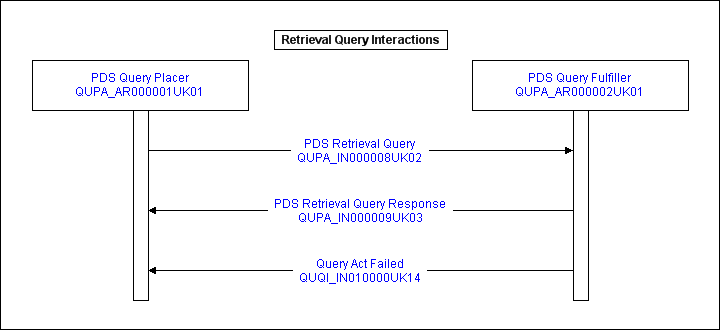 Retrieval Query Interactions
PDS Query Placer
QUPA_AR000001UK01
PDS Query Fulfiller
QUPA_AR000002UK01
PDS Retrieval Query
QUPA_IN000008UK02
PDS Retrieval Query Response
QUPA_IN000009UK03
Query Act Failed
QUQI_IN010000UK14